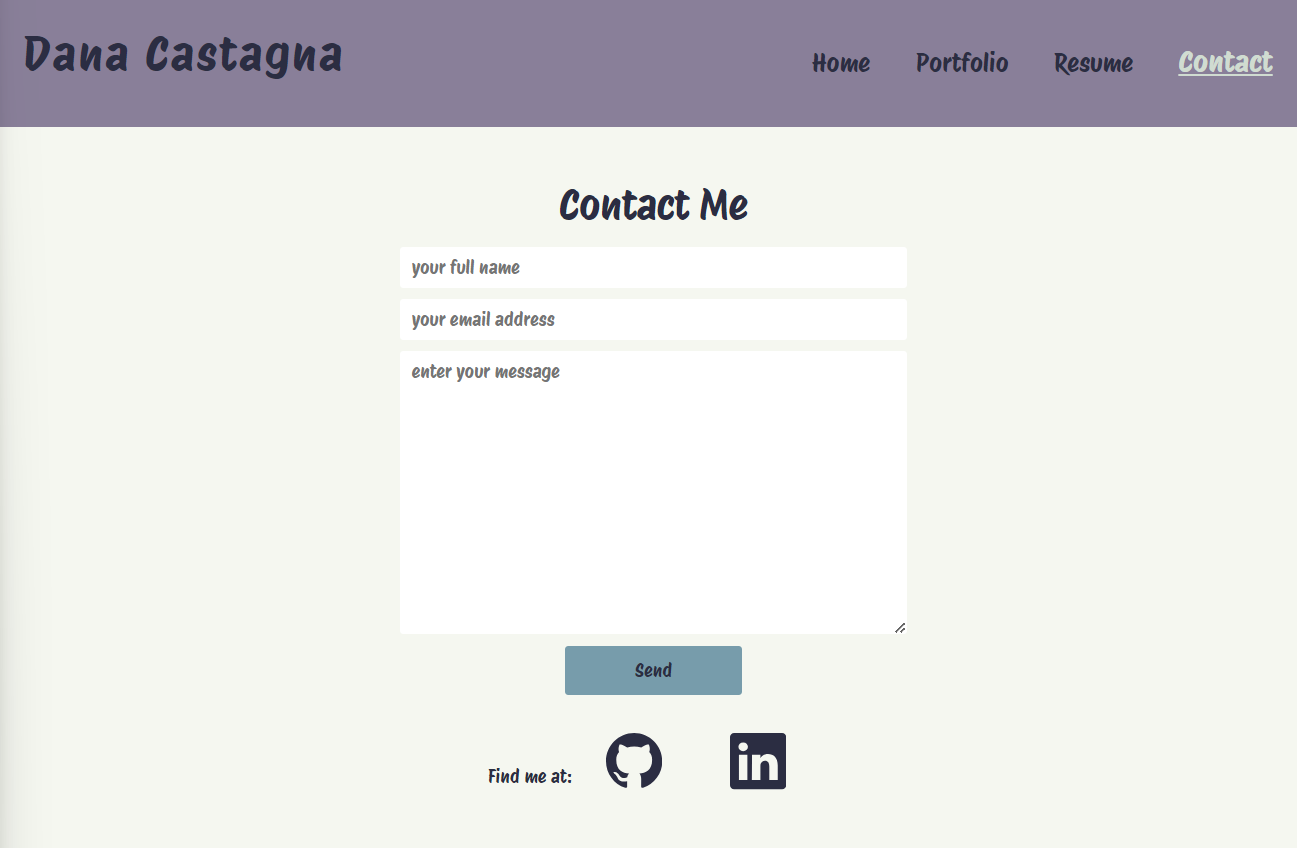 Dana Castagna
Home Portfolio Resume Contact
Contact Me
your full name
your email address
enter your message
Send
Find me at:
in